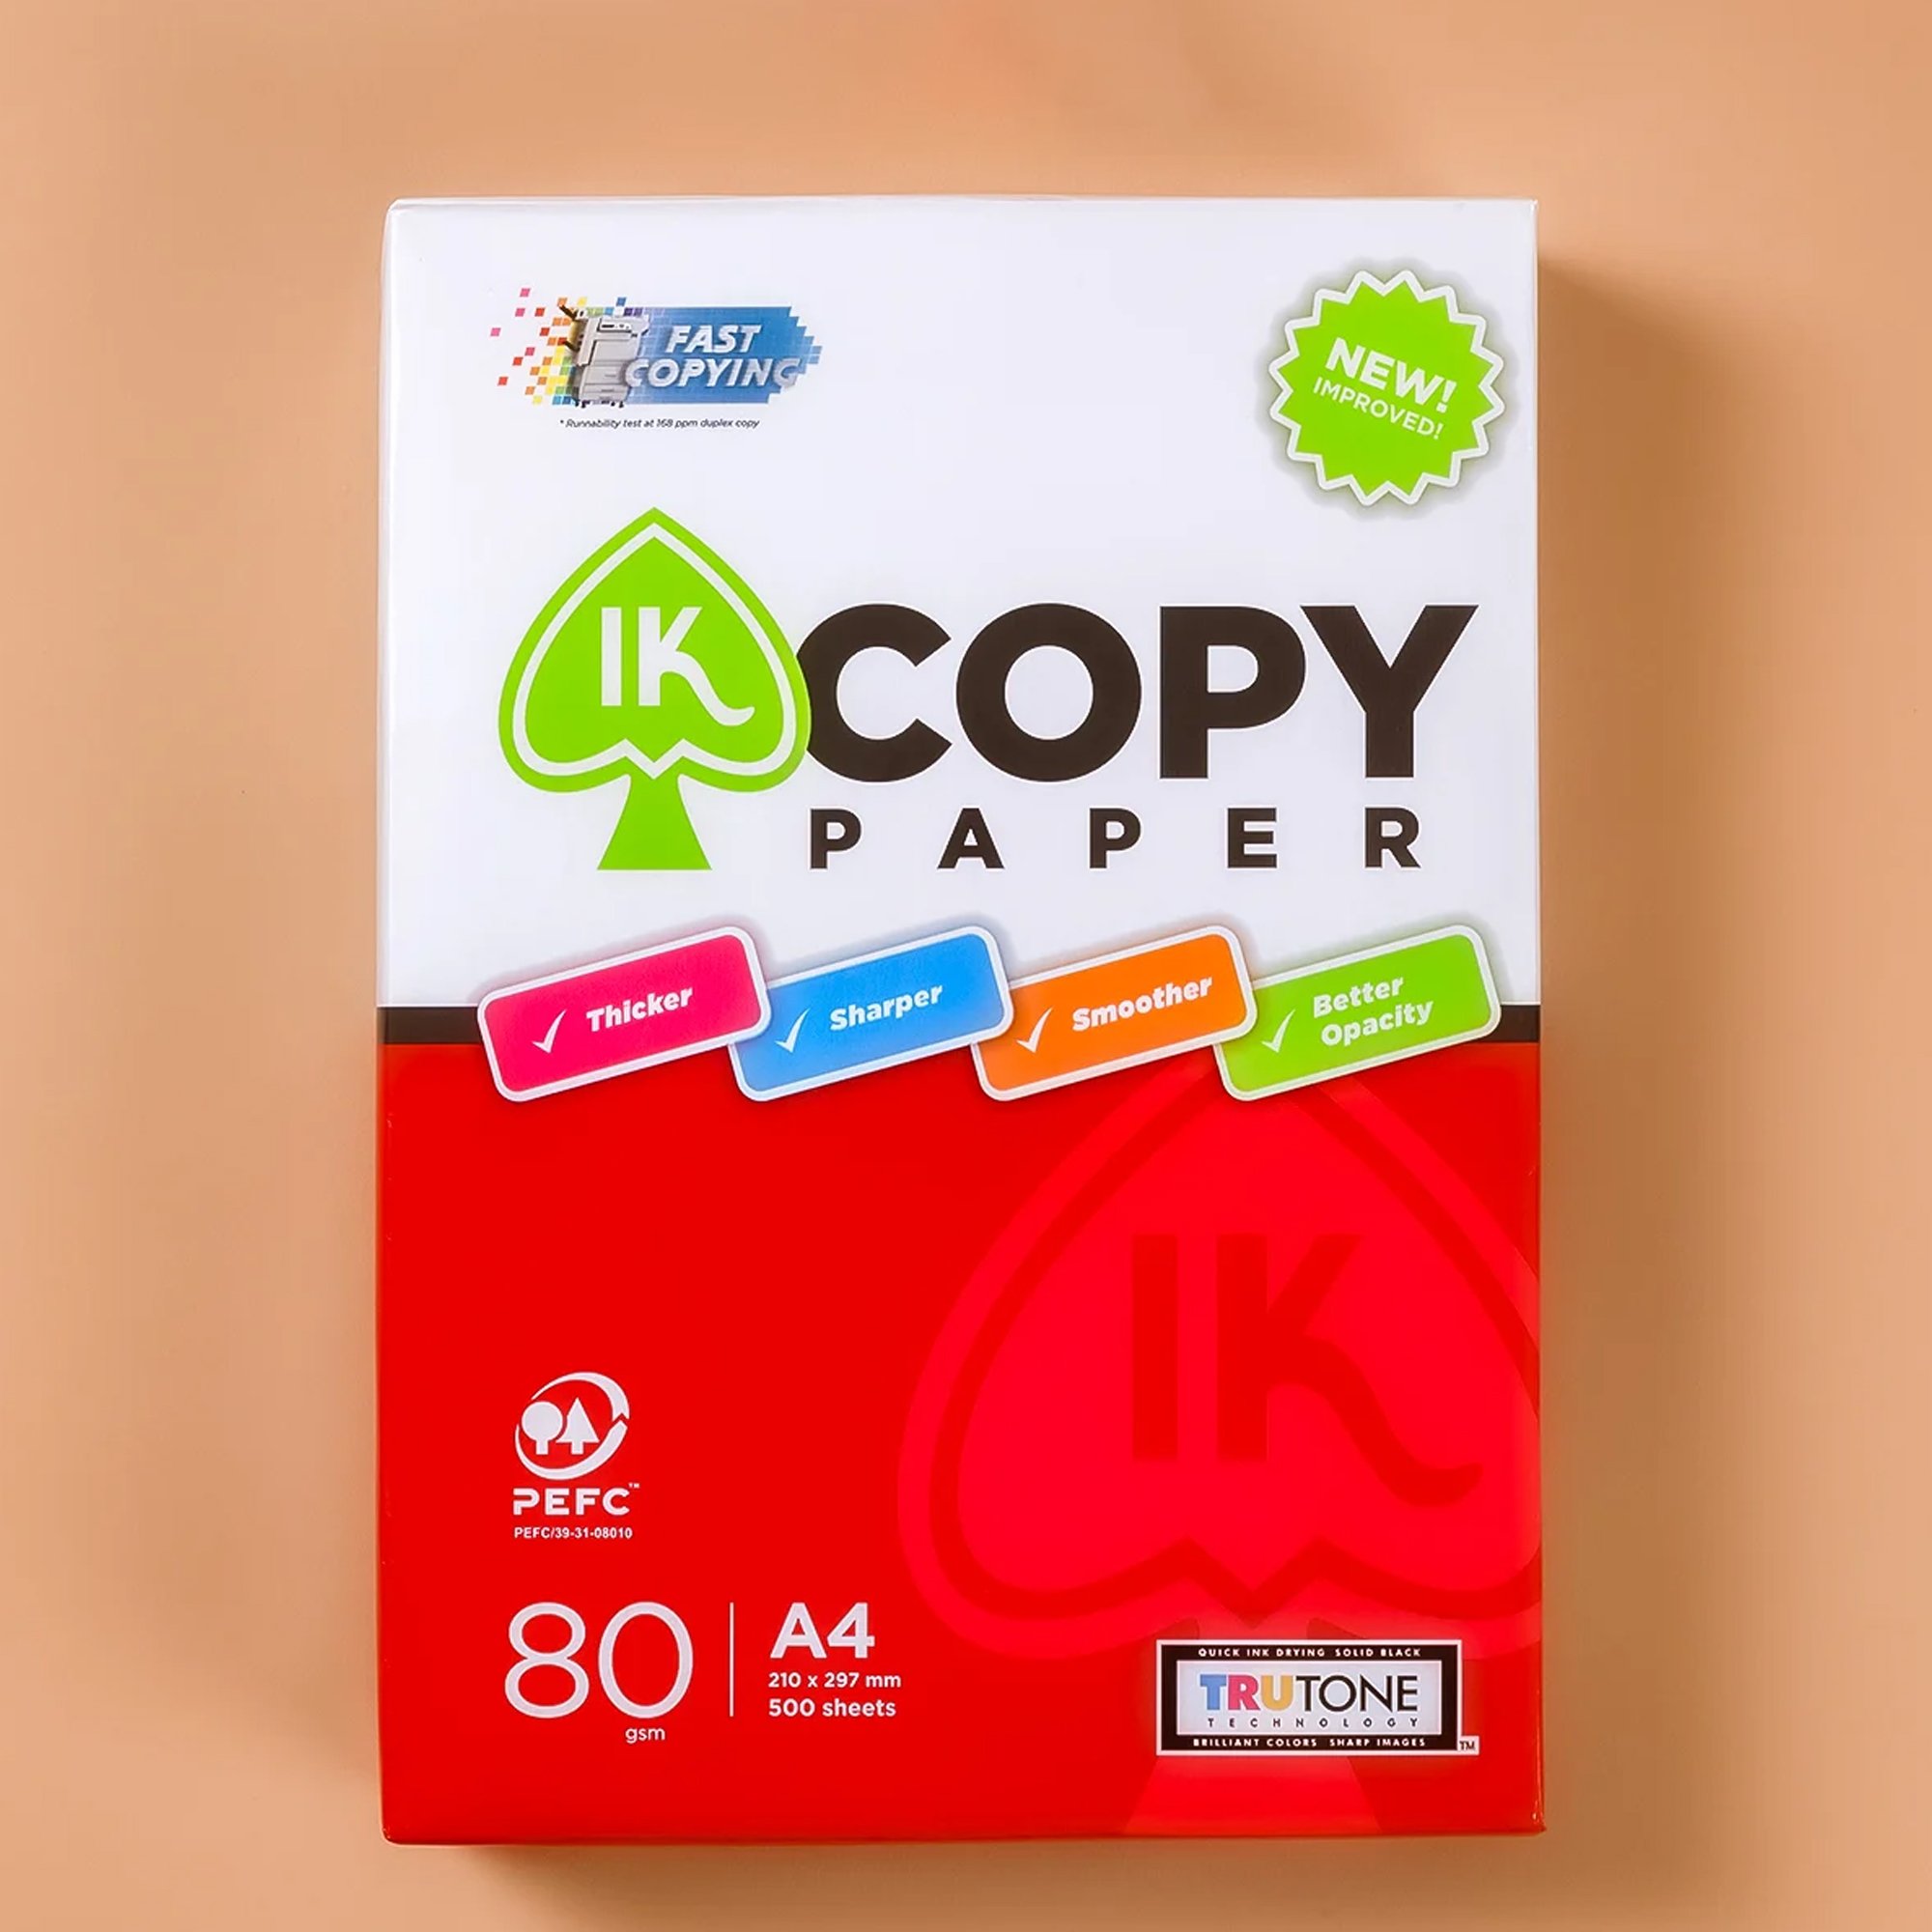 FAST
COPYING
* Runnability test at 168 ppm duplex copy
NEW!
IMPROVED!
IK
COPY
PAPER
Thicker
Sharper
Smoother
Better
Opacity
IK
PEFC™
PEFC/39-31-08010
80
gsm
A4
210 x 297 mm
500 sheets
QUICK INK DRYING SOLID BLACK
TRUTONE
TECHNOLOGY
BRILLIANT COLORS SHARP IMAGES
TM